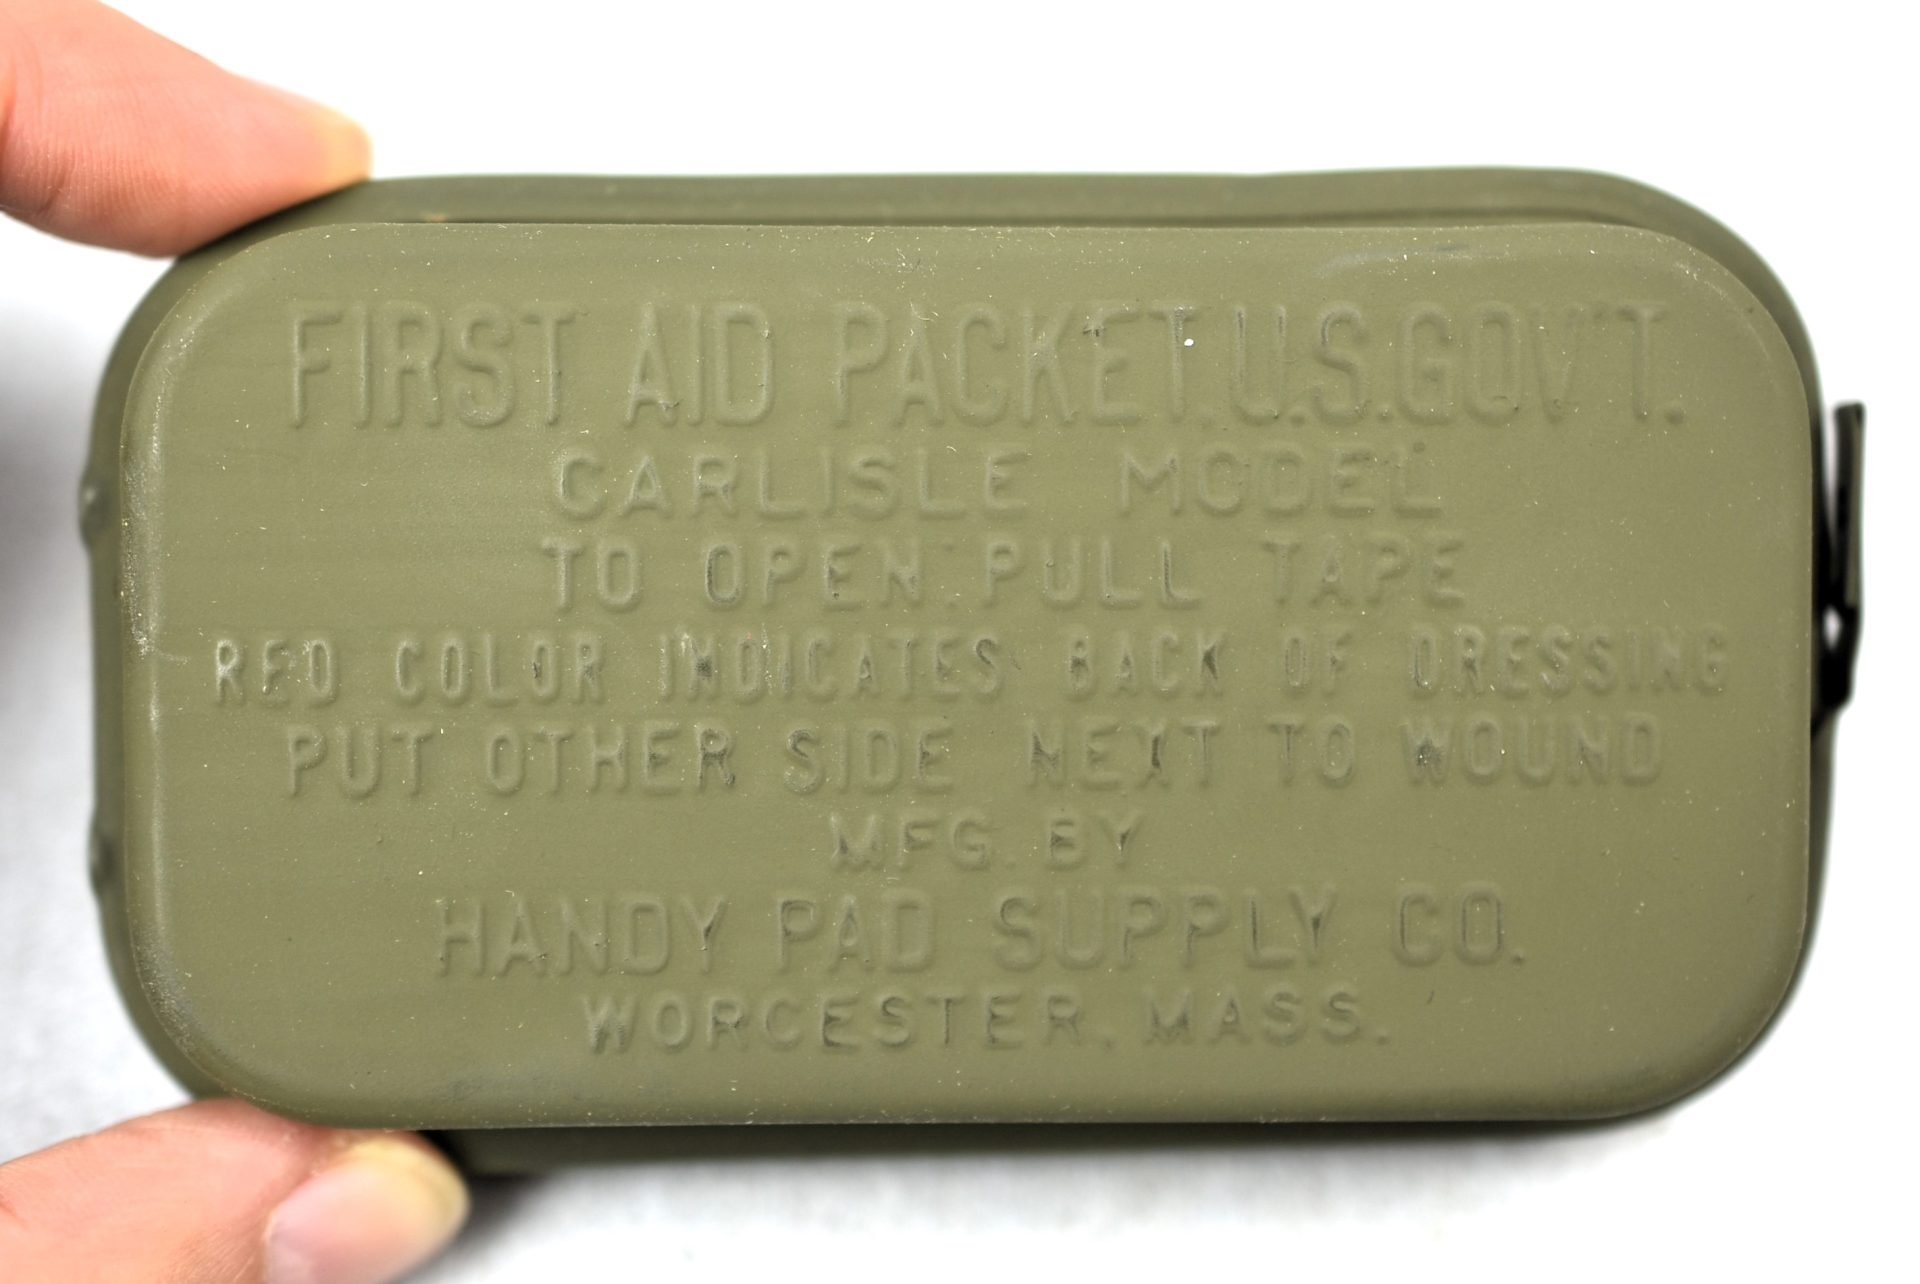 FIRST AID PACKET.U.S.GOV'T.
CARLISLE MODEL
TO OPEN.PULL TAPE
RED COLOR INDICATES BACK OF DRESSING
PUT OTHER SIDE NEXT TO WOUND
MFG. BY
HANDY PAD SUPPLY CO.
WORCESTER, MASS.